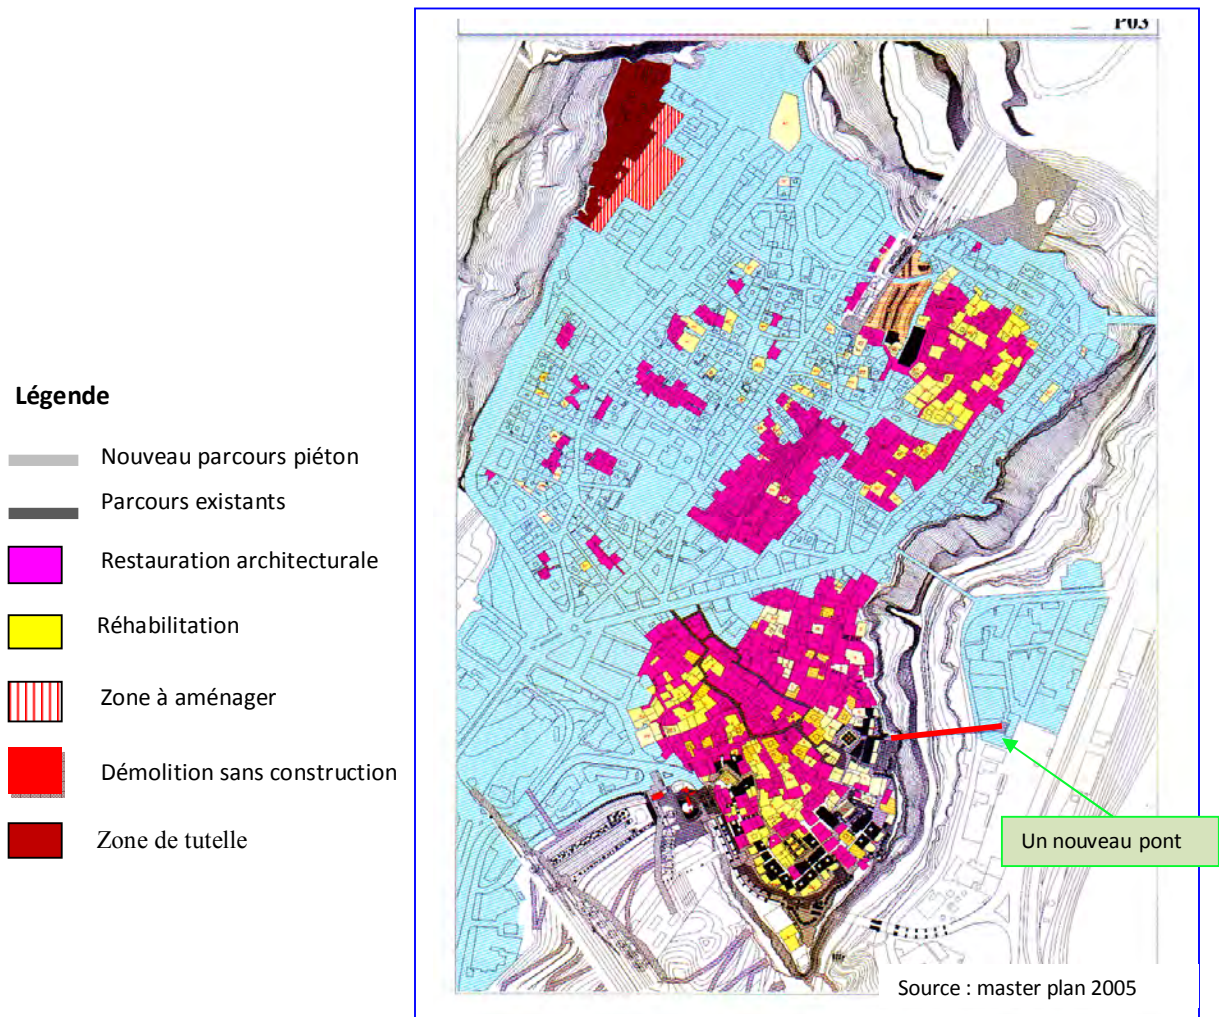 P03
Légende
Nouveau parcours piéton
Parcours existants
Restauration architecturale
Réhabilitation
Zone à aménager
Démolition sans construction
Zone de tutelle
Un nouveau pont
Source : master plan 2005